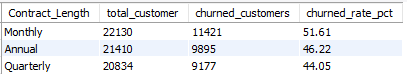 Contract_Length total_customer churned_customers churned_rate_pct
Monthly 22130 11421 51.61
Annual 21410 9895 46.22
Quarterly 20834 9177 44.05